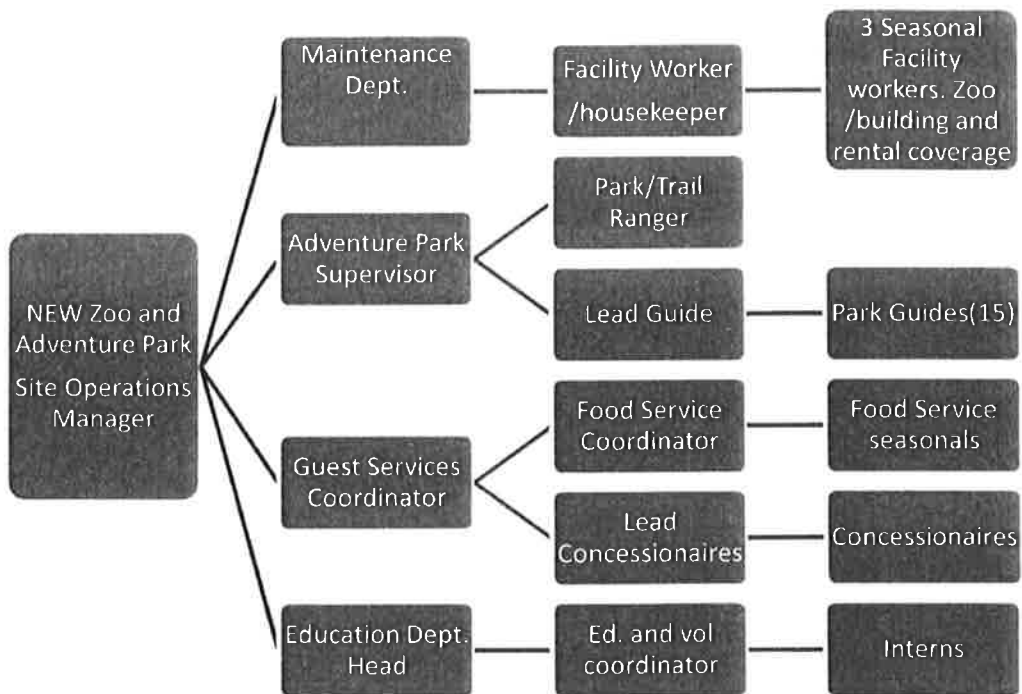 NEW Zoo and
Adventure Park
Site Operations
Manager
Maintenance
Dept.
Facility Worker
/housekeeper
3 Seasonal
Facility
workers. Zoo
/building and
rental coverage
Adventure Park
Supervisor
Park/Trail
Ranger
Lead Guide
Park Guides(15)
Guest Services
Coordinator
Food Service
Coordinator
Food Service
seasonals
Lead
Concessionaires
Concessionaires
Education Dept.
Head
Ed. and vol
coordinator
Interns